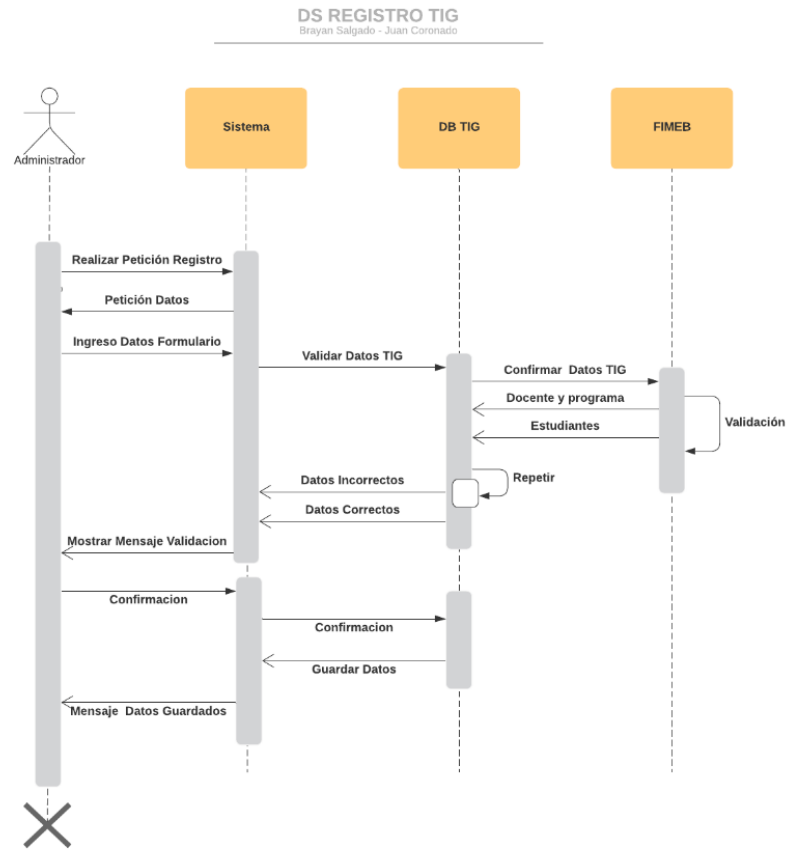 DS REGISTRO TIG
Brayan Salgado - Juan Coronado
Administrador
Sistema
DB TIG
FIMEB
Realizar Petición Registro
Petición Datos
Ingreso Datos Formulario
Validar Datos TIG
Confirmar Datos TIG
Docente y programa
Validación
Estudiantes
Repetir
Datos Incorrectos
Datos Correctos
Mostrar Mensaje Validacion
Confirmacion
Confirmacion
Guardar Datos
Mensaje Datos Guardados